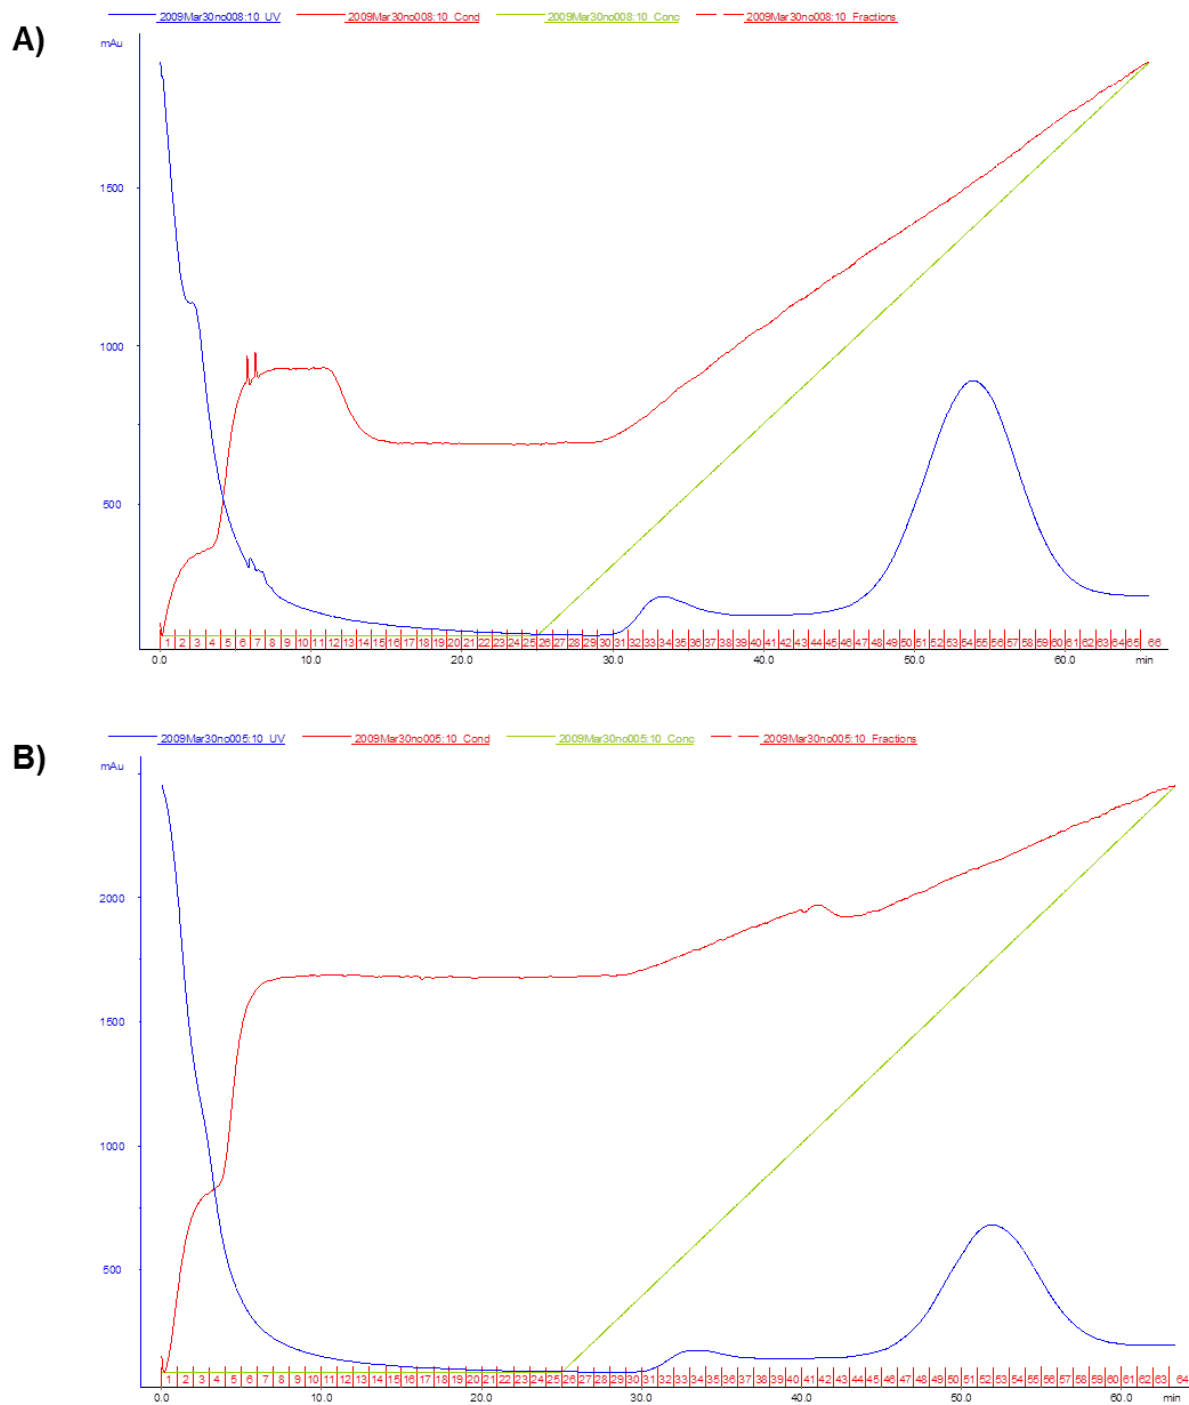 2009Mar30no008:10_UV 2009Mar30no008:10_Cond 2009Mar30no008:10_Conc 2009Mar30no008:10_Fractions
A)
mAu
1500
1000
500
1 2 3 4 5 6 7 8 9 10 11 12 13 14 15 16 17 18 19 20 21 22 23 24 25 26 27 28 29 30 31 32 33 34 35 36 37 38 39 40 41 42 43 44 45 46 47 48 49 50 51 52 53 54 55 56 57 58 59 60 61 62 63 64 65 66
0.0 10.0 20.0 30.0 40.0 50.0 60.0 min
2009Mar30no005:10_UV 2009Mar30no005:10_Cond 2009Mar30no005:10_Conc 2009Mar30no005:10_Fractions
B)
mAu
2000
1500
1000
500
1 2 3 4 5 6 7 8 9 10 11 12 13 14 15 16 17 18 19 20 21 22 23 24 25 26 27 28 29 30 31 32 33 34 35 36 37 38 39 40 41 42 43 44 45 46 47 48 49 50 51 52 53 54 55 56 57 58 59 60 61 62 63 64
0.0 10.0 20.0 30.0 40.0 50.0 60.0 min